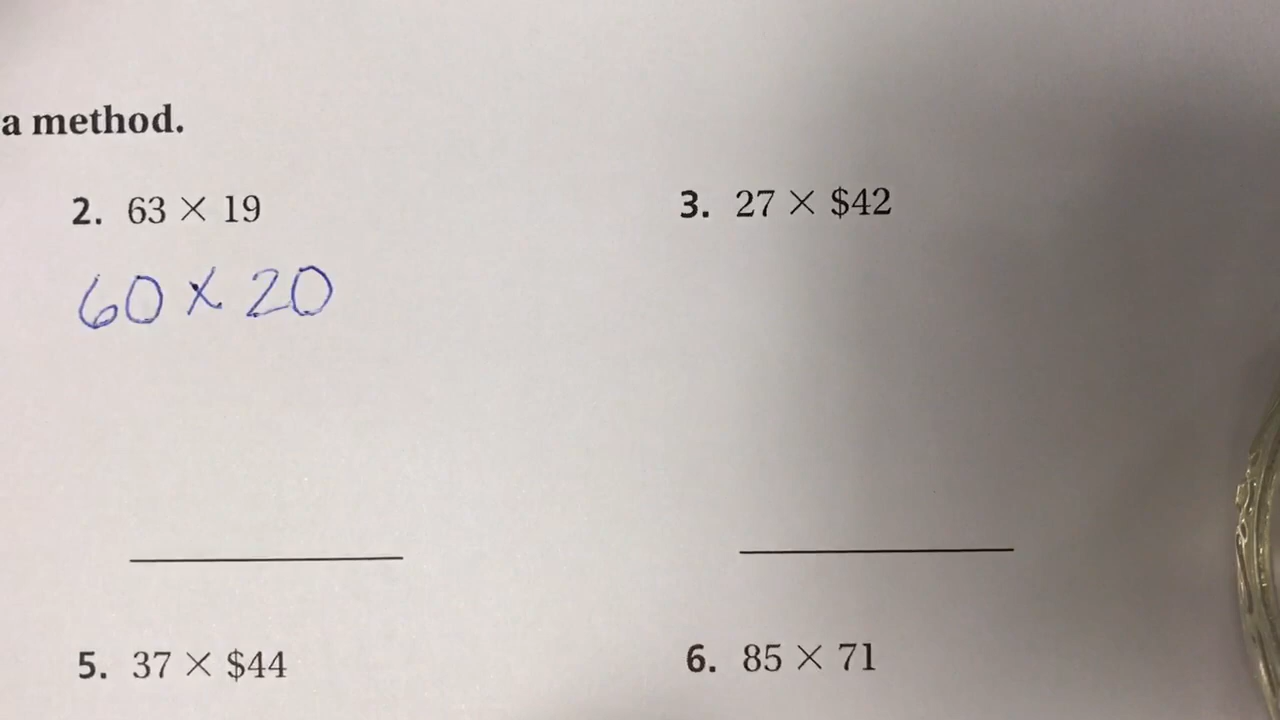 a method.
2. 63 × 19
3. 27 × $42
60 × 20
5. 37 × $44
6. 85 × 71